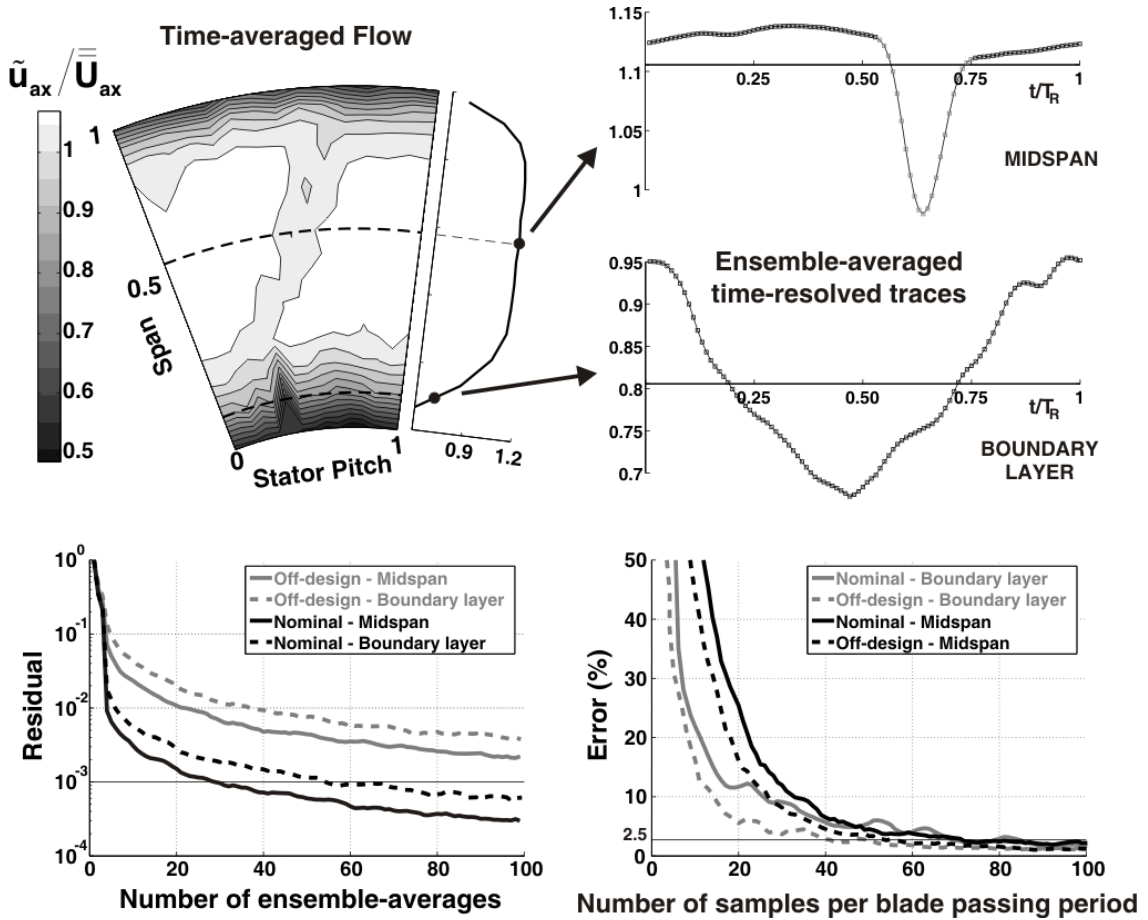 Time-averaged Flow
ũ_ax / U̿_ax
1
0.9
0.8
0.7
0.6
0.5
1
0.5
Span
0
1
Stator Pitch
0.9
1.2
1.15
1.1
1.05
1
0.25
0.50
0.75
1
t/T_R
MIDSPAN
Ensemble-averaged
time-resolved traces
0.95
0.9
0.85
0.8
0.75
0.7
0.25
0.50
0.75
1
t/T_R
BOUNDARY
LAYER
10^0
10^-1
10^-2
10^-3
10^-4
Residual
Off-design - Midspan
Off-design - Boundary layer
Nominal - Midspan
Nominal - Boundary layer
0
20
40
60
80
100
Number of ensemble-averages
50
40
30
20
10
2.5
0
Error (%)
Nominal - Boundary layer
Off-design - Boundary layer
Nominal - Midspan
Off-design - Midspan
0
20
40
60
80
100
Number of samples per blade passing period